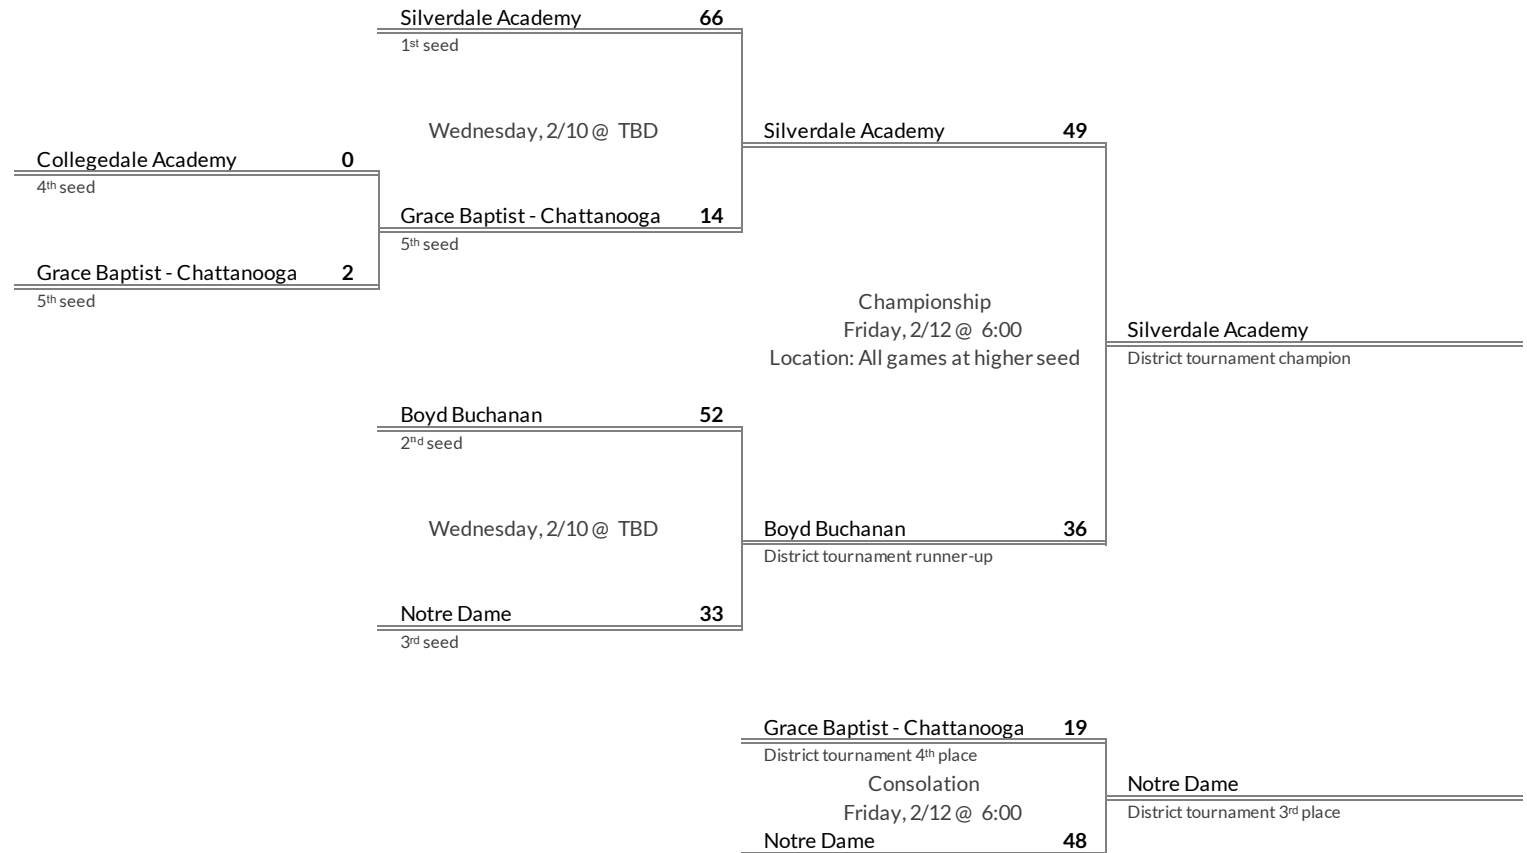 Silverdale Academy 66
1st seed
Wednesday, 2/10 @ TBD
Silverdale Academy 49
Collegedale Academy 0
4th seed
Grace Baptist - Chattanooga 14
5th seed
Grace Baptist - Chattanooga 2
5th seed
Championship
Friday, 2/12 @ 6:00
Location: All games at higher seed
Silverdale Academy
District tournament champion
Boyd Buchanan 52
2nd seed
Wednesday, 2/10 @ TBD
Boyd Buchanan 36
District tournament runner-up
Notre Dame 33
3rd seed
Grace Baptist - Chattanooga 19
District tournament 4th place
Consolation
Friday, 2/12 @ 6:00
Notre Dame
District tournament 3rd place
Notre Dame 48